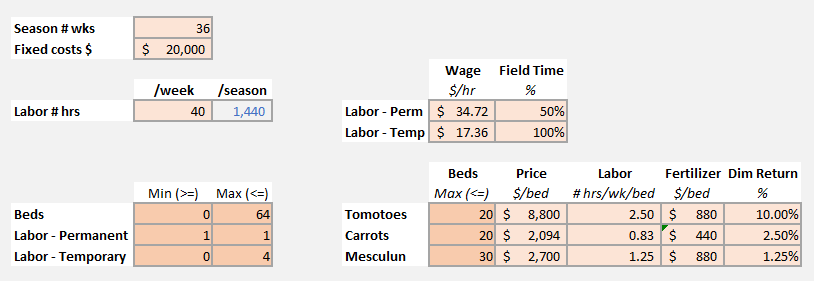 Season # wks 36
Fixed costs $ $ 20,000
Wage Field Time
/week /season $/hr %
Labor # hrs 40 1,440 Labor - Perm $ 34.72 50%
Labor - Temp $ 17.36 100%
Beds Price Labor Fertilizer Dim Return
Min (>=) Max (<=) Max (<=) $/bed # hrs/wk/bed $/bed %
Beds 0 64 Tomotoes 20 $ 8,800 2.50 $ 880 10.00%
Labor - Permanent 1 1 Carrots 20 $ 2,094 0.83 $ 440 2.50%
Labor - Temporary 0 4 Mesculun 30 $ 2,700 1.25 $ 880 1.25%